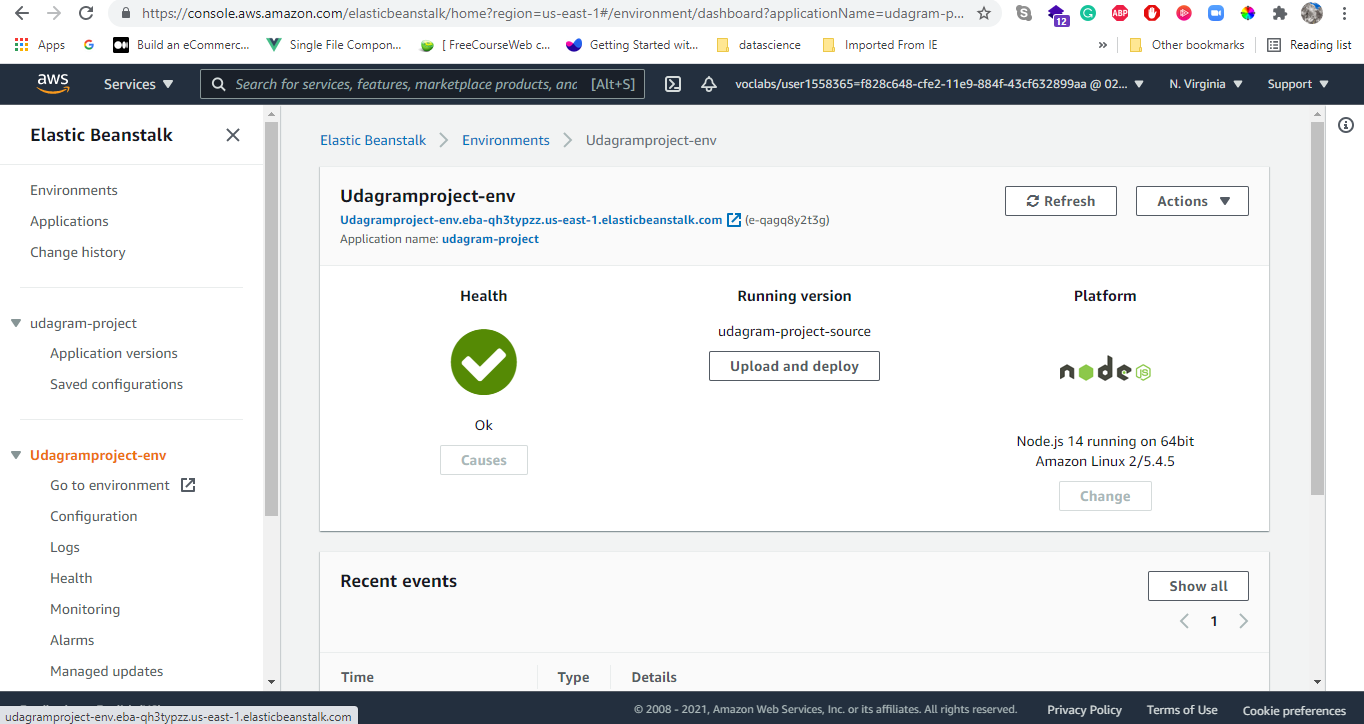 https://console.aws.amazon.com/elasticbeanstalk/home?region=us-east-1#/environment/dashboard?applicationName=udagram-p...
12
ABP
Apps
Build an eCommerc...
Single File Compon...
[ FreeCourseWeb c...
Getting Started wit...
datascience
Imported From IE
»
Other bookmarks
Reading list
aws
Services
Search for services, features, marketplace products, anc
[Alt+S]
voclabs/user1558365=f828c648-cfe2-11e9-884f-43cf632899aa @ 02...
N. Virginia
Support
Elastic Beanstalk
Environments
Applications
Change history
udagram-project
Application versions
Saved configurations
Udagramproject-env
Go to environment
Configuration
Logs
Health
Monitoring
Alarms
Managed updates
Elastic Beanstalk
Environments
Udagramproject-env
Udagramproject-env
Udagramproject-env.eba-qh3typzz.us-east-1.elasticbeanstalk.com (e-qagq8y2t3g)
Application name: udagram-project
Refresh
Actions
Health
Ok
Causes
Running version
udagram-project-source
Upload and deploy
Platform
node JS
Node.js 14 running on 64bit
Amazon Linux 2/5.4.5
Change
Recent events
Show all
1
Time
Type
Details
udagramproject-env.eba-qh3typzz.us-east-1.elasticbeanstalk.com
© 2008 - 2021, Amazon Web Services, Inc. or its affiliates. All rights reserved.
Privacy Policy
Terms of Use
Cookie preferences